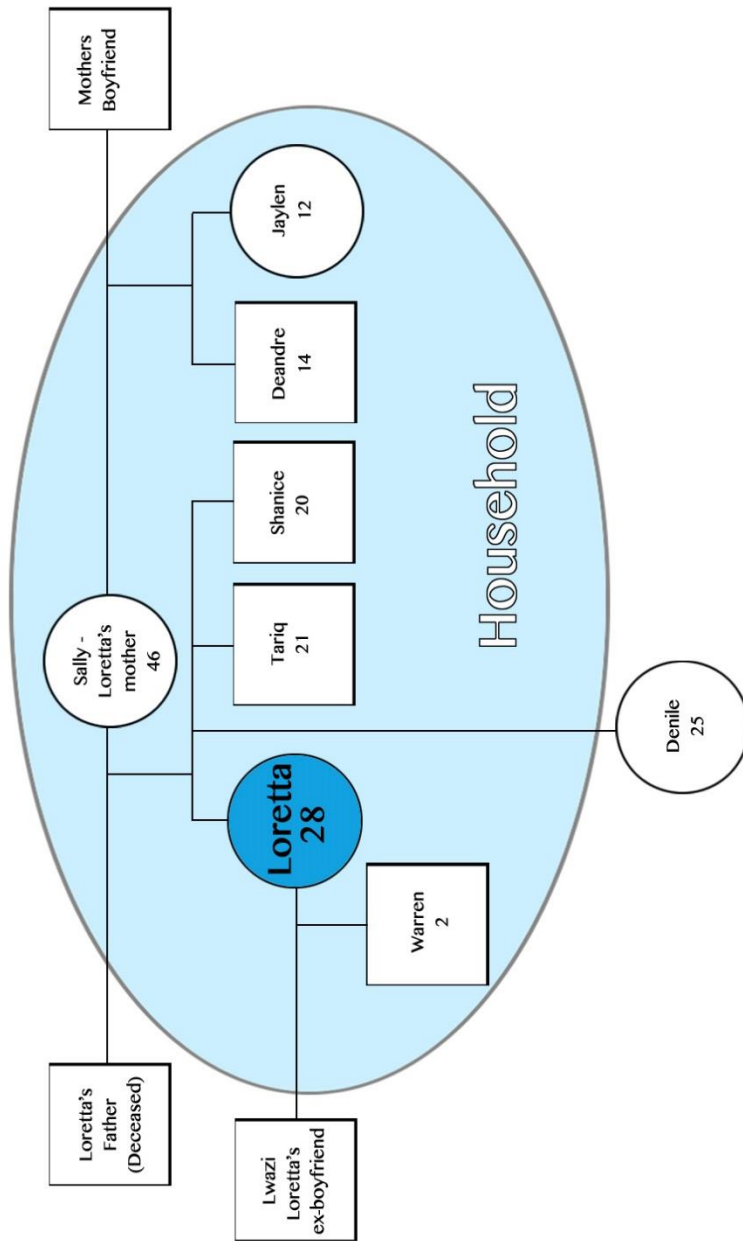 Loretta's
Father
(Deceased)
Sally -
Loretta's
mother
46
Mothers
Boyfriend
Lwazi
Loretta's
ex-boyfriend
Loretta
28
Tariq
21
Shanice
20
Deandre
14
Jaylen
12
Warren
2
Household
Denile
25